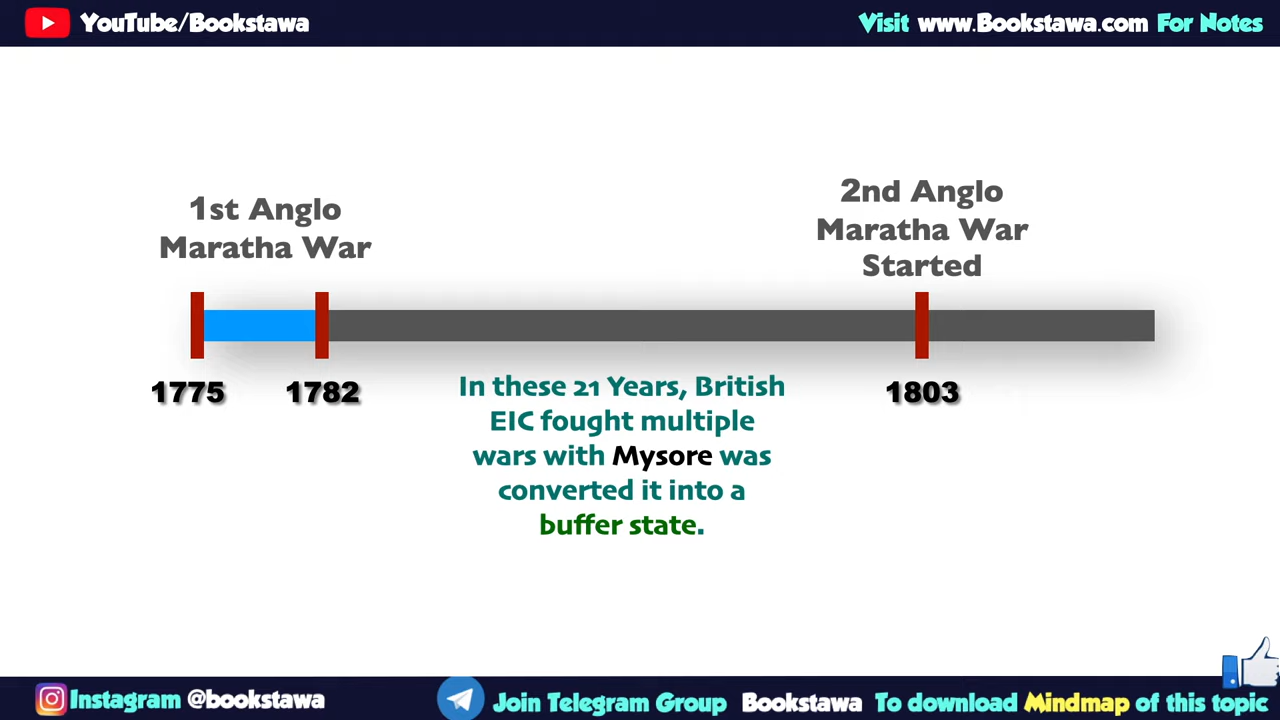 YouTube/Bookstawa
Visit www.Bookstawa.com For Notes
1st Anglo
Maratha War
2nd Anglo
Maratha War
Started
1775
1782
1803
In these 21 Years, British
EIC fought multiple
wars with Mysore was
converted it into a
buffer state.
Instagram @bookstawa
Join Telegram Group Bookstawa To download Mindmap of this topic